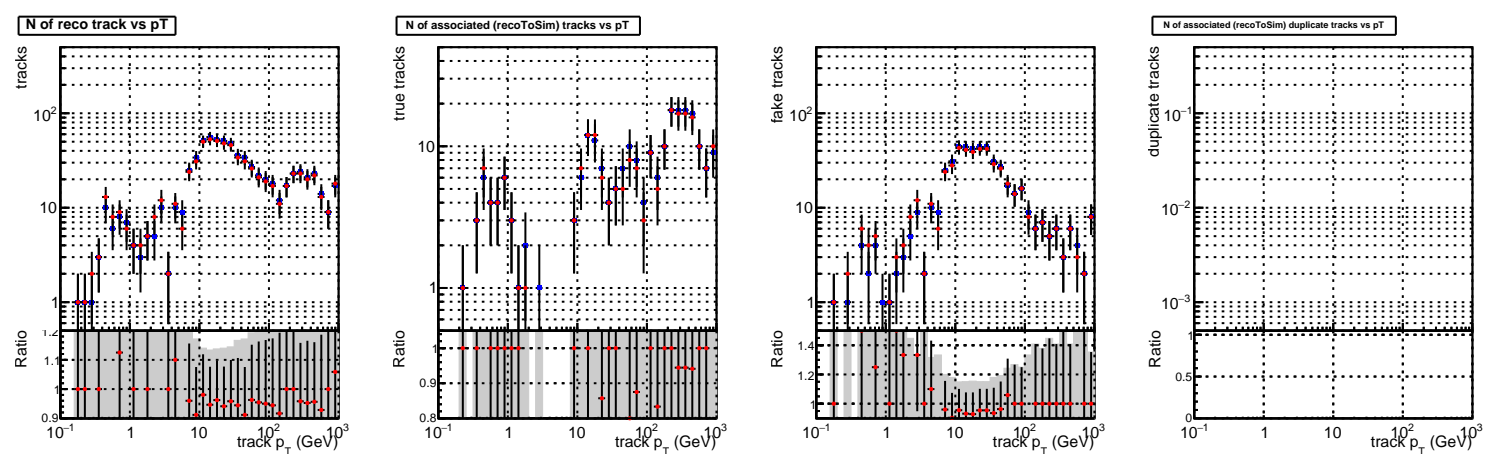 N of reco track vs pT
tracks
10²
10
1
Ratio
1.2
1.1
1
0.9
10⁻¹ 1 10 10² 10³
track p_T (GeV)
N of associated (recoToSim) tracks vs pT
true tracks
10
1
Ratio
1
0.9
0.8
10⁻¹ 1 10 10² 10³
track p_T (GeV)
fake tracks
10²
10
1
Ratio
1.4
1.2
1
10⁻¹ 1 10 10² 10³
track p_T (GeV)
N of associated (recoToSim) duplicate tracks vs pT
duplicate tracks
10⁻¹
10⁻²
10⁻³
Ratio
1
0.5
0
10⁻¹ 1 10 10² 10³
track p_T (GeV)